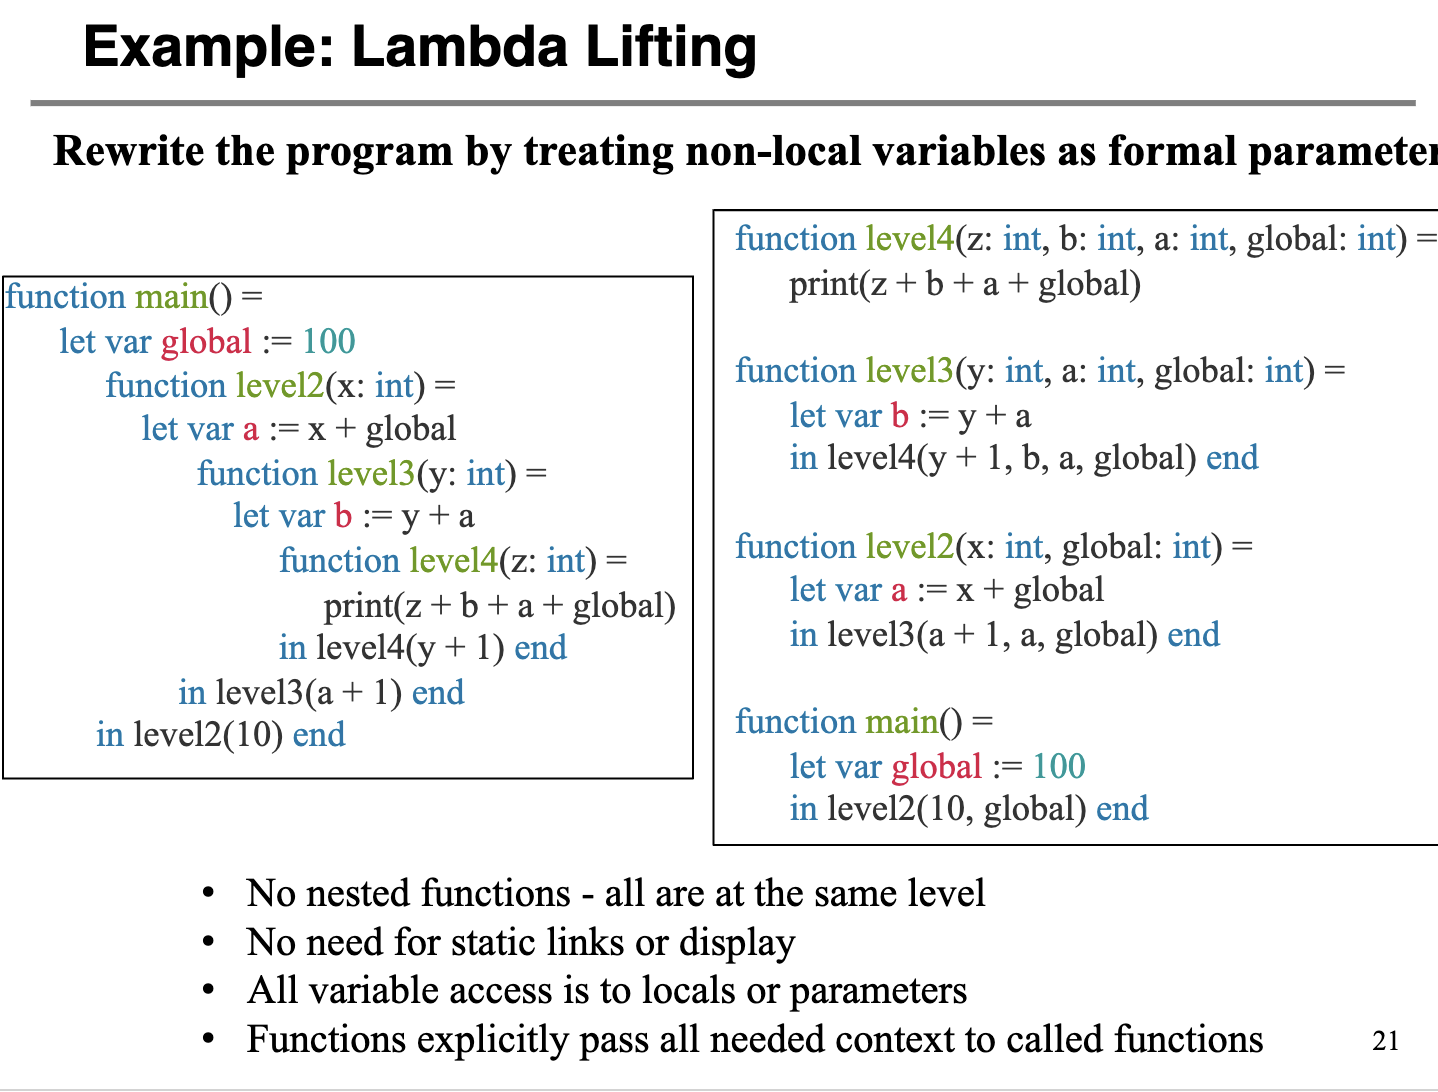 Example: Lambda Lifting
Rewrite the program by treating non-local variables as formal
function main() =
let var global := 100
function level2(x: int) =
let var a := x + global
function level3(y: int) =
let var b := y + a
function level4(z: int) =
print(z + b + a + global)
in level4(y + 1) end
in level3(a + 1) end
in level2(10) end
function level4(z: int, b: int, a: int, global: int) =
print(z + b + a + global)
function level3(y: int, a: int, global: int) =
let var b := y + a
in level4(y + 1, b, a, global) end
function level2(x: int, global: int) =
let var a := x + global
in level3(a + 1, a, global) end
function main() =
let var global := 100
in level2(10, global) end
• No nested functions - all are at the same level
• No need for static links or display
• All variable access is to locals or parameters
• Functions explicitly pass all needed context to called functions
21